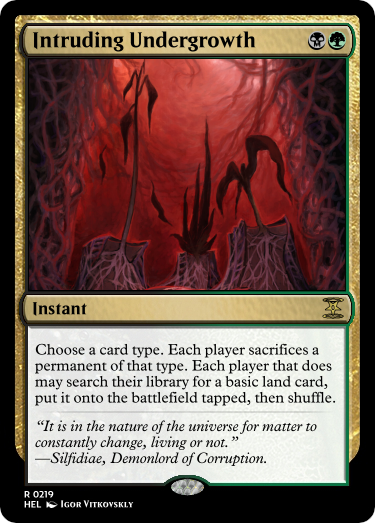 Intruding Undergrowth
Instant
Choose a card type. Each player sacrifices a
permanent of that type. Each player that does
may search their library for a basic land card,
put it onto the battlefield tapped, then shuffle.
“It is in the nature of the universe for matter to
constantly change, living or not.”
—Silfidiae, Demonlord of Corruption.
R 0219
HEL Igor Vitkovskly